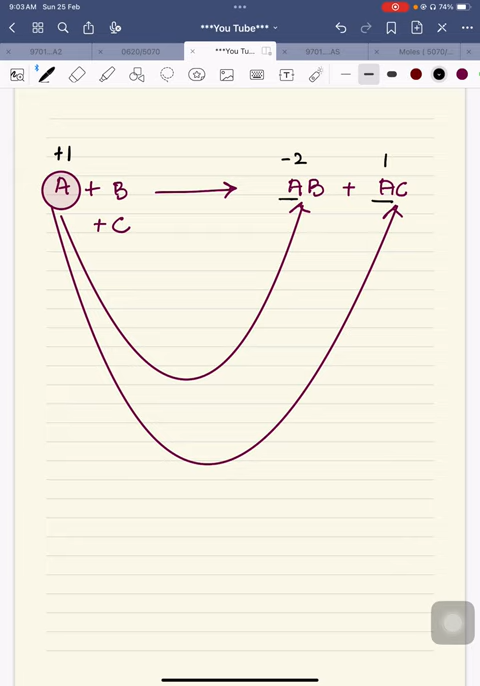 9:03 AM Sun 25 Feb
74%
***You Tube***
9701...A2
0620/5070
***You Tu...
9701....AS
Moles | 5070/...
+1 -2 1
A + B → AB + AC
+ C